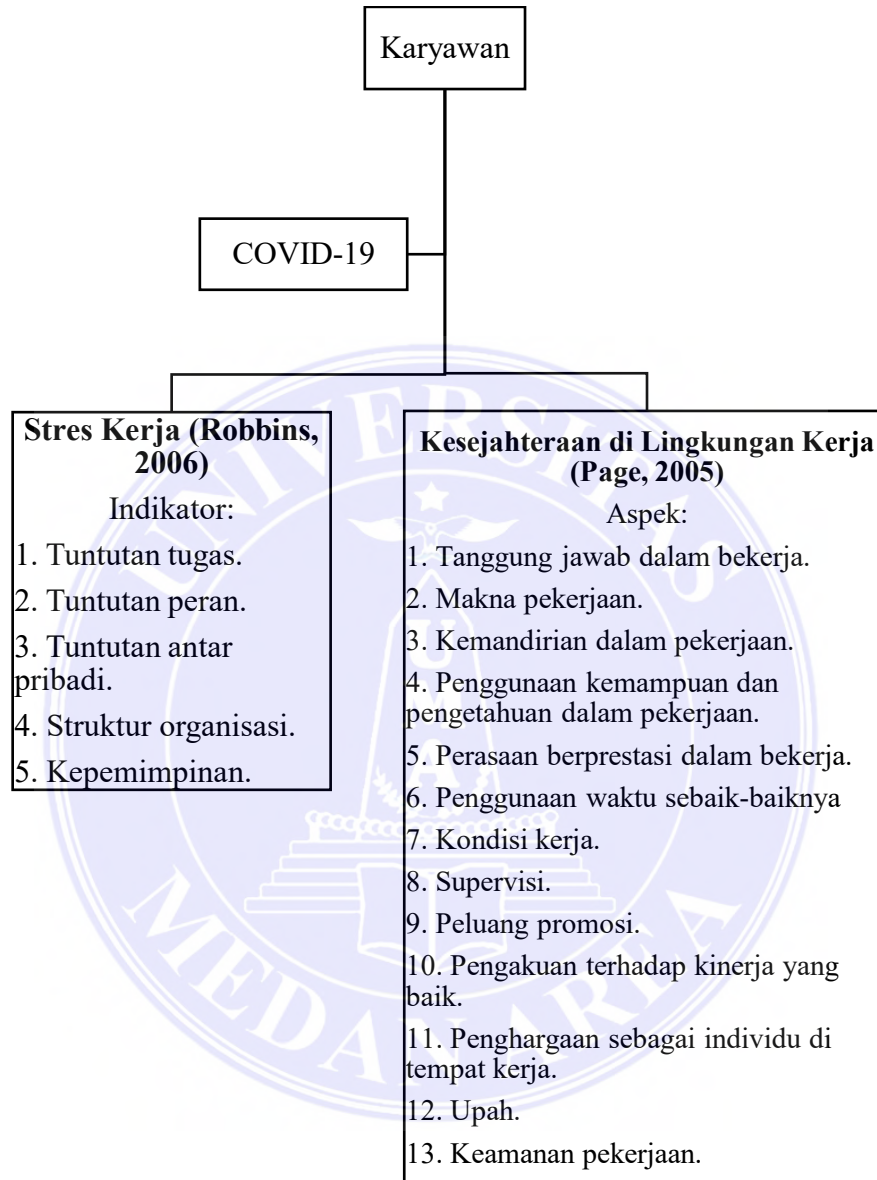 Karyawan
COVID-19
Stres Kerja (Robbins,
2006)
Indikator:
1. Tuntutan tugas.
2. Tuntutan peran.
3. Tuntutan antar
pribadi.
4. Struktur organisasi.
5. Kepemimpinan.
Kesejahteraan di Lingkungan Kerja
(Page, 2005)
Aspek:
1. Tanggung jawab dalam bekerja.
2. Makna pekerjaan.
3. Kemandirian dalam pekerjaan.
4. Penggunaan kemampuan dan
pengetahuan dalam pekerjaan.
5. Perasaan berprestasi dalam bekerja.
6. Penggunaan waktu sebaik-baiknya
7. Kondisi kerja.
8. Supervisi.
9. Peluang promosi.
10. Pengakuan terhadap kinerja yang
baik.
11. Penghargaan sebagai individu di
tempat kerja.
12. Upah.
13. Keamanan pekerjaan.
UNIVERSITAS
UMA
MEDAN AREA